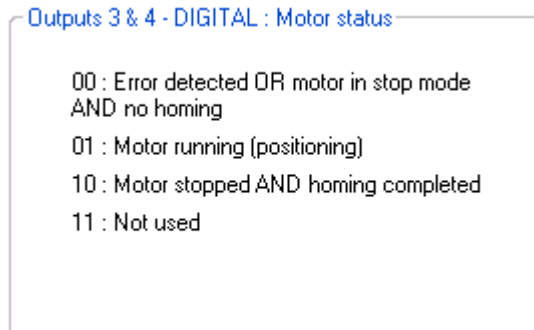 Outputs 3 & 4 - DIGITAL : Motor status
00 : Error detected OR motor in stop mode
AND no homing
01 : Motor running (positioning)
10 : Motor stopped AND homing completed
11 : Not used